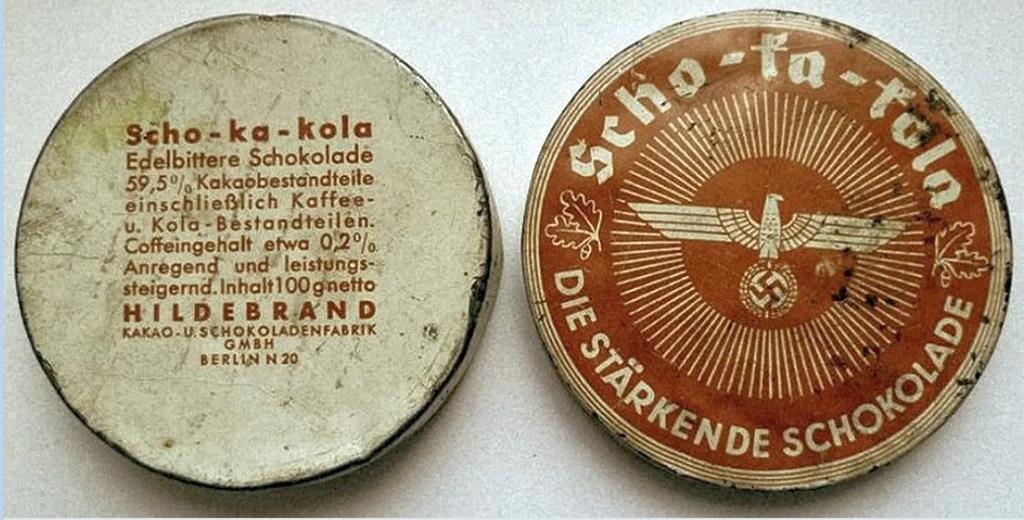 Scho-ka-kola
Edelbittere Schokolade
59,5% Kakaobestandteile
einschließlich Kaffee-
u. Kola-Bestandteilen.
Coffeingehalt etwa 0,2%.
Anregend und leistungs-
steigernd. Inhalt 100 g netto
HILDEBRAND
KAKAO-U. SCHOKOLADENFABRIK
GMBH
BERLIN N 20
Scho-ka-kola
DIE STÄRKENDE SCHOKOLADE